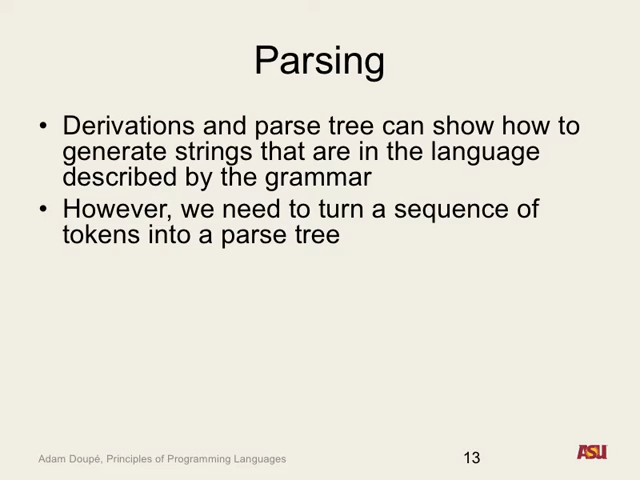 Parsing
• Derivations and parse tree can show how to
generate strings that are in the language
described by the grammar
• However, we need to turn a sequence of
tokens into a parse tree
Adam Doupé, Principles of Programming Languages
13
ASU